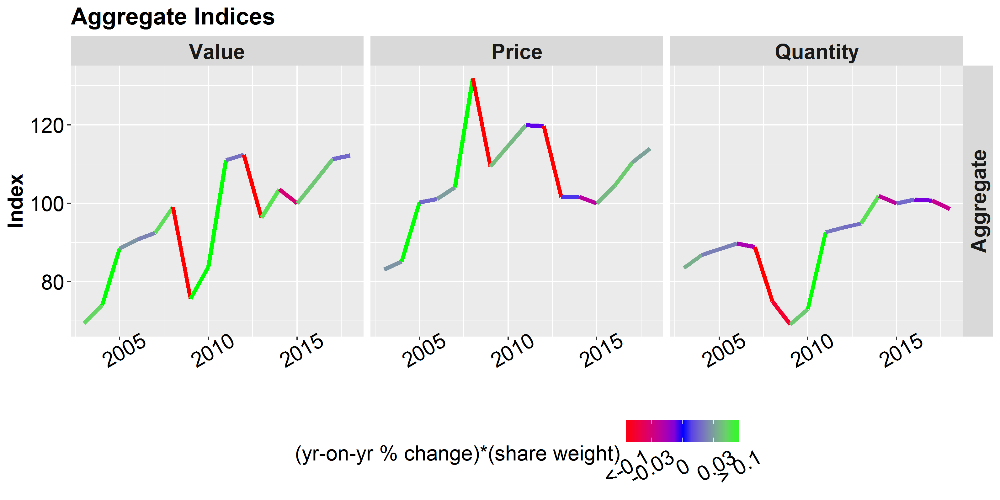 Aggregate Indices
Value
Price
Quantity
Index
120
100
80
Aggregate
2005
2010
2015
2005
2010
2015
2005
2010
2015
(yr-on-yr % change)*(share weight)
<-0.1
-0.03
0
0.03
> 0.1